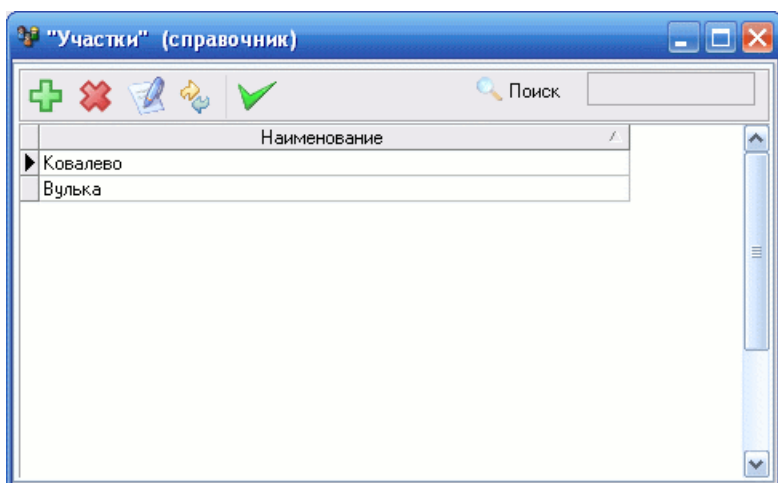 "Участки" (справочник)
Поиск
Наименование
Ковалево
Вулька